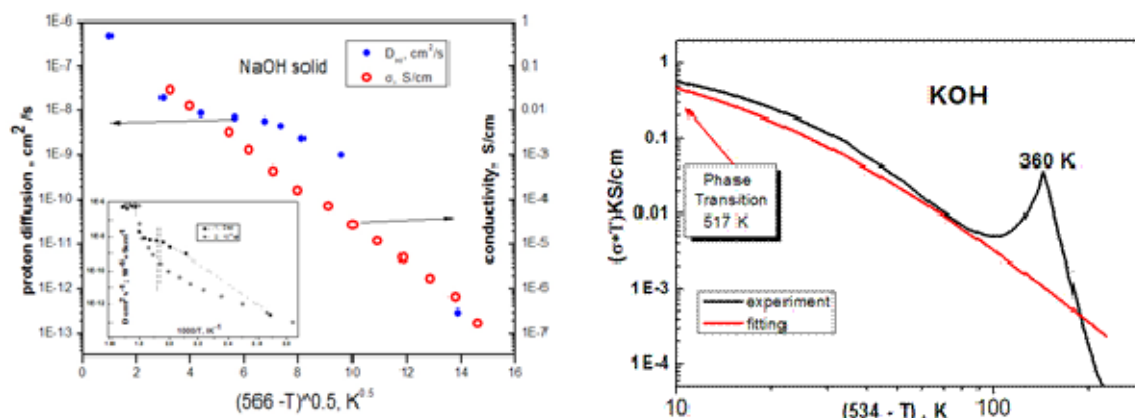 1E-6
1E-7
1E-8
1E-9
1E-10
1E-11
1E-12
1E-13
proton diffusion , cm²/s
NaOH solid
, cm²/s
σ, S/cm
1
0.1
0.01
1E-3
1E-4
1E-5
1E-6
1E-7
conductivity, S/cm
1000/T,
0 2 4 6 8 10 12 14 16
(566 -T)^0.5, K^0.5
KOH
1
0.1
0.01
1E-3
1E-4
(σ*T) KS/cm
360 K
Phase
Transition
517 K
experiment
fitting
10 100
(534 - T) , K